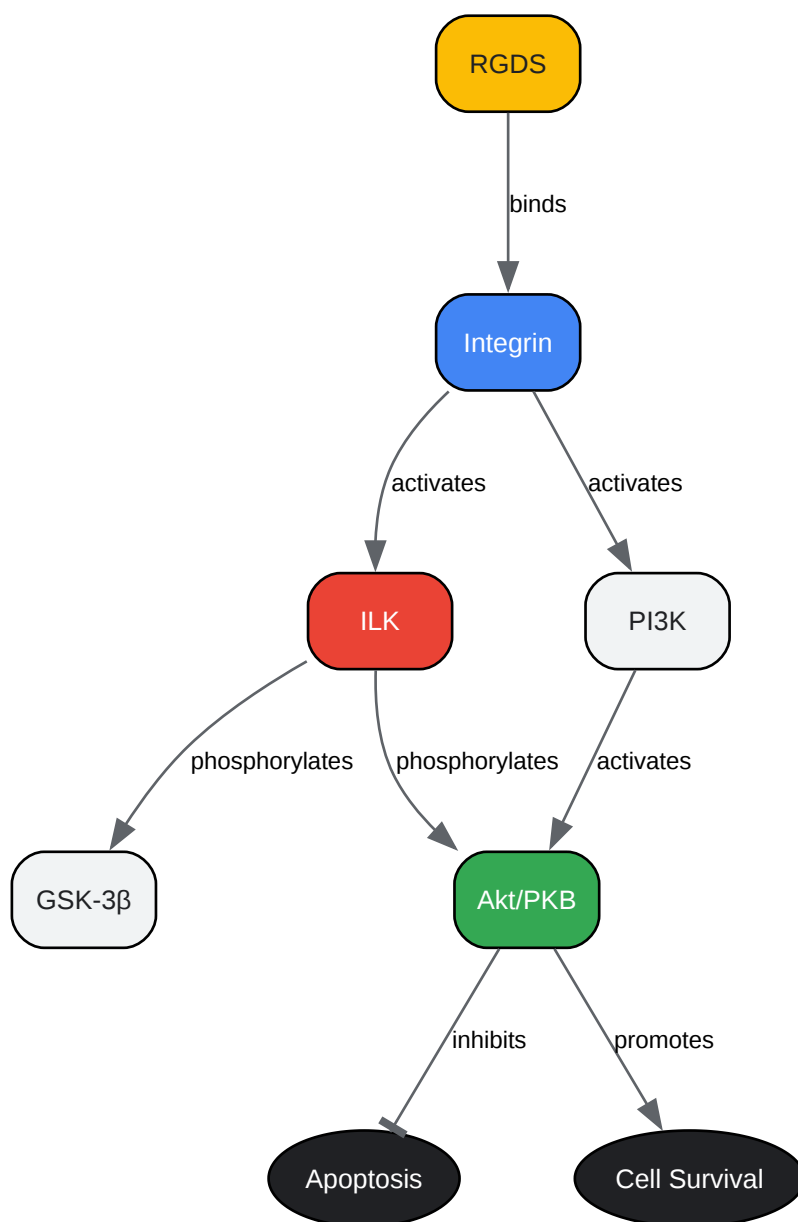 RGDS
binds
Integrin
activates
activates
ILK
PI3K
phosphorylates
phosphorylates
activates
GSK-3β
Akt/PKB
inhibits
promotes
Apoptosis
Cell Survival